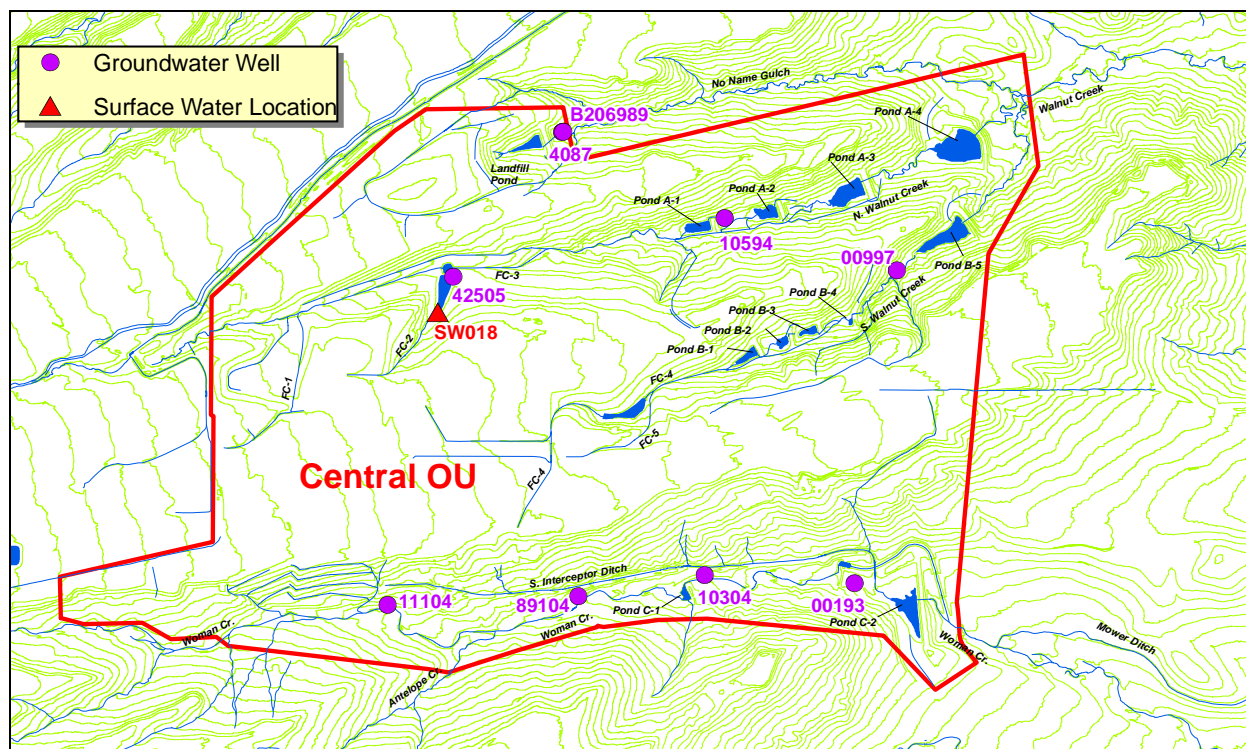 Groundwater Well
Surface Water Location
No Name Gulch
Walnut Creek
B206989
4087
Landfill
Pond
Pond A-4
Pond A-3
Pond A-2
Pond A-1
N. Walnut Creek
10594
00997
Pond B-5
FC-3
42505
SW018
FC-2
FC-1
Pond B-4
Pond B-3
Pond B-2
Pond B-1
S. Walnut Creek
FC-4
FC-5
FC-4
Central OU
S. Interceptor Ditch
11104
89104
10304
00193
Pond C-1
Pond C-2
Woman Cr.
Woman Cr.
Woman Cr.
Antelope Cr.
Mower Ditch